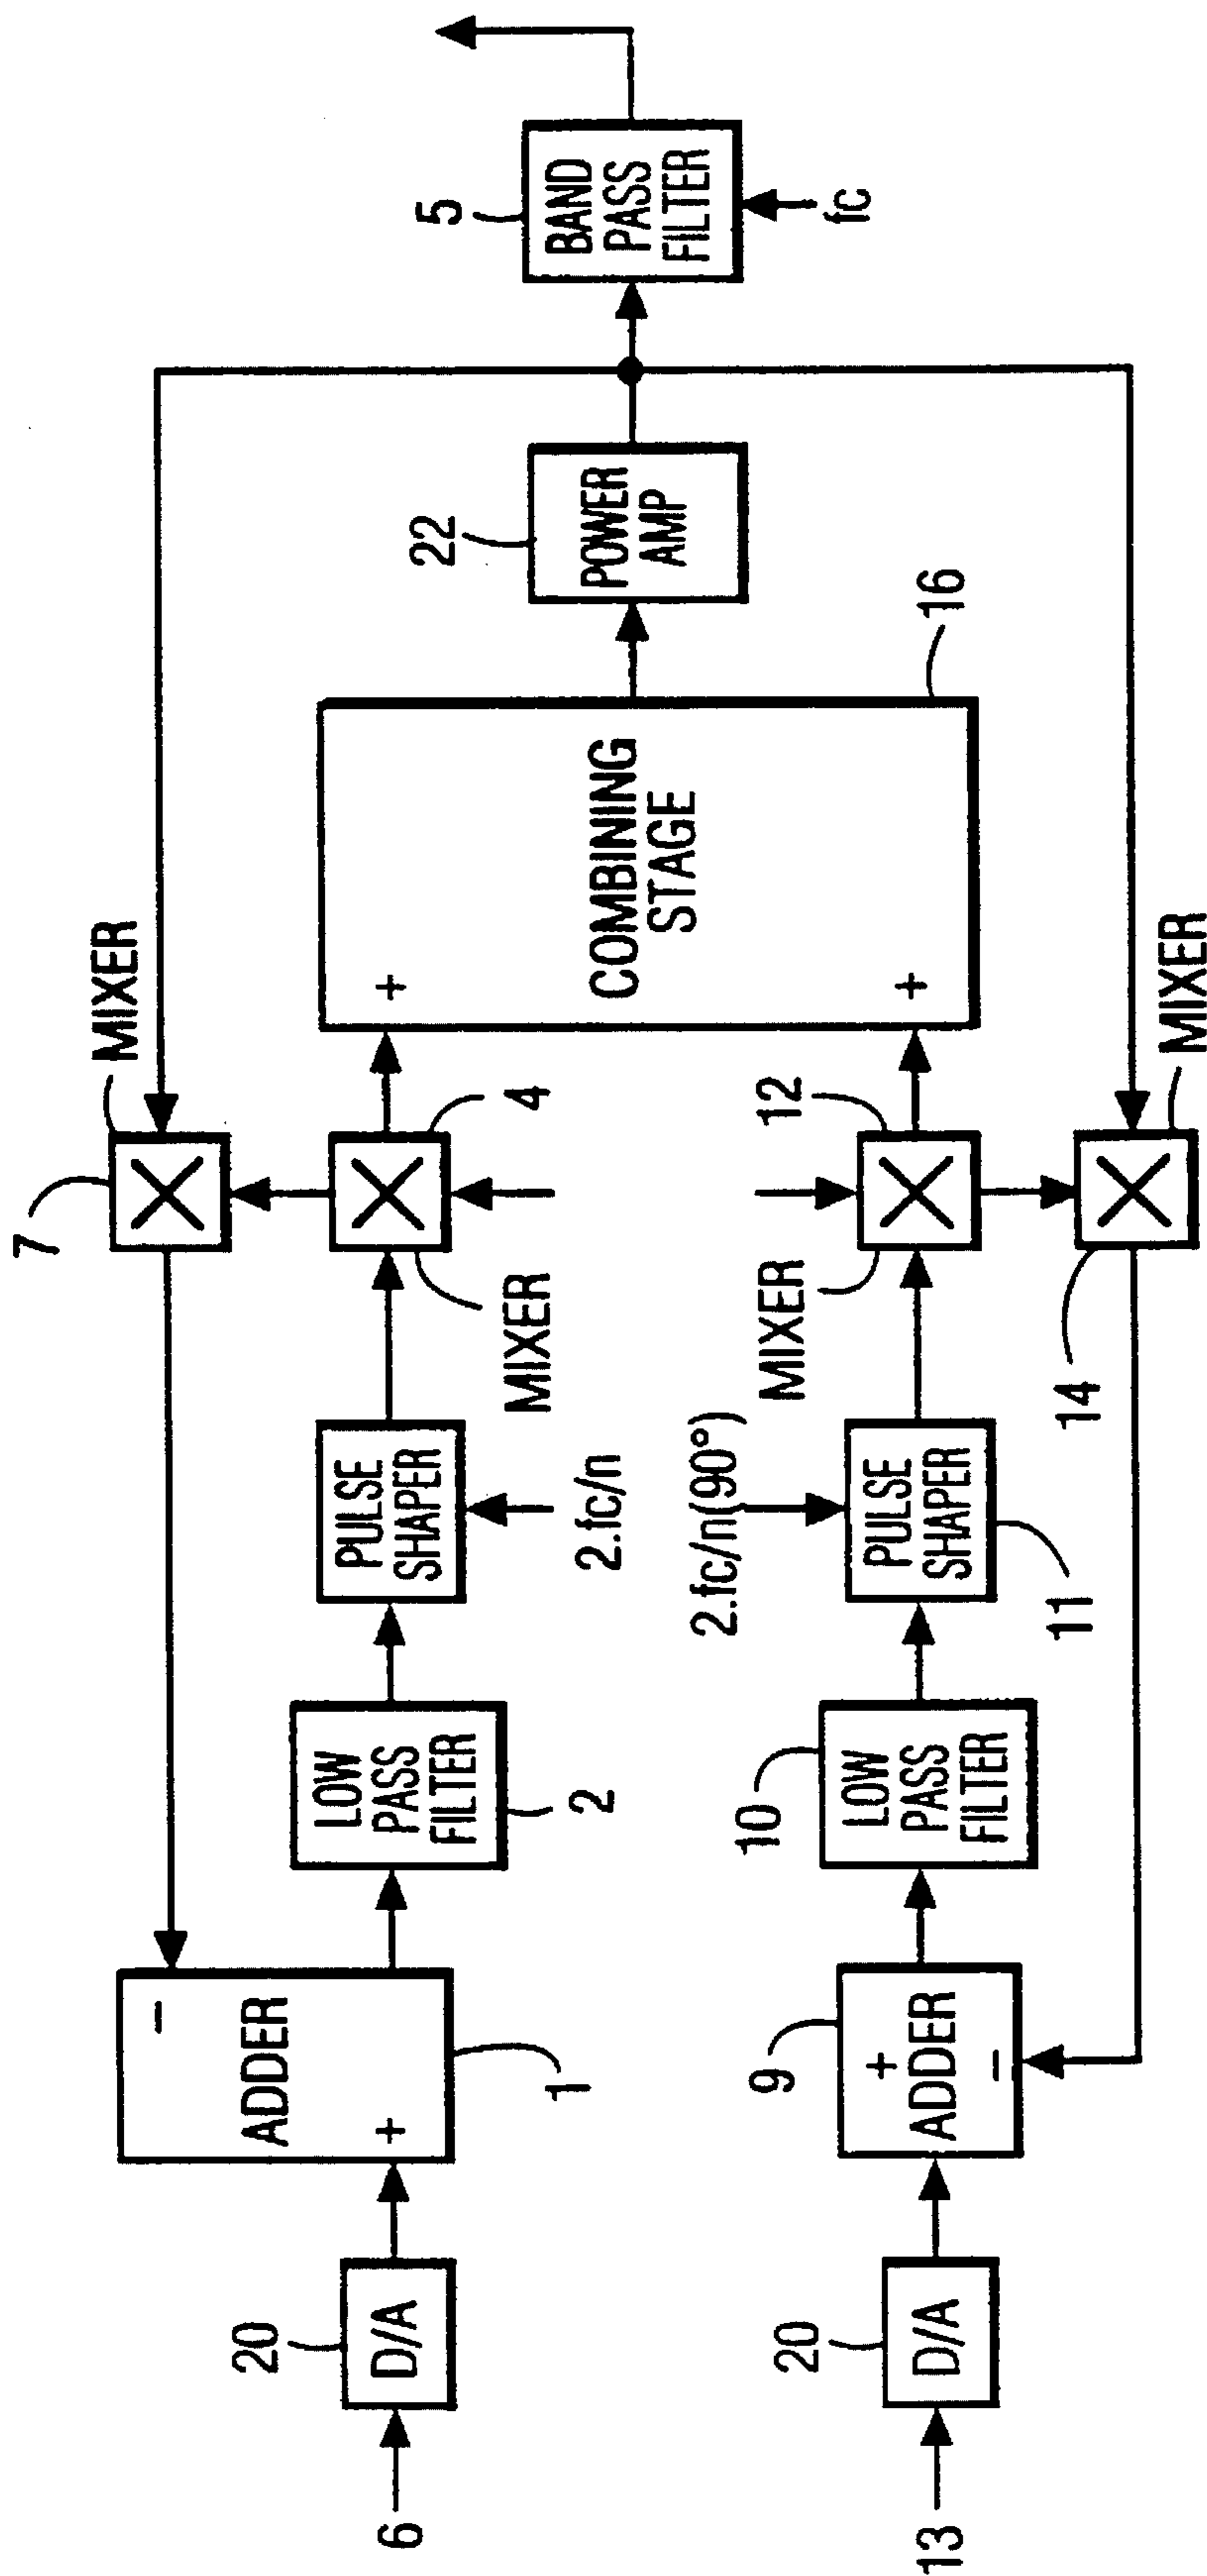 MIXER
7
4
MIXER
-
ADDER
+
1
LOW
PASS
FILTER
2
PULSE
SHAPER
2.fc/n
20
D/A
6
COMBINING
STAGE
+
+
16
22
POWER
AMP
5
BAND
PASS
FILTER
fc
20
D/A
13
9
+
ADDER
-
10
LOW
PASS
FILTER
2.fc/n(90°)
PULSE
SHAPER
11
MIXER
12
14
MIXER